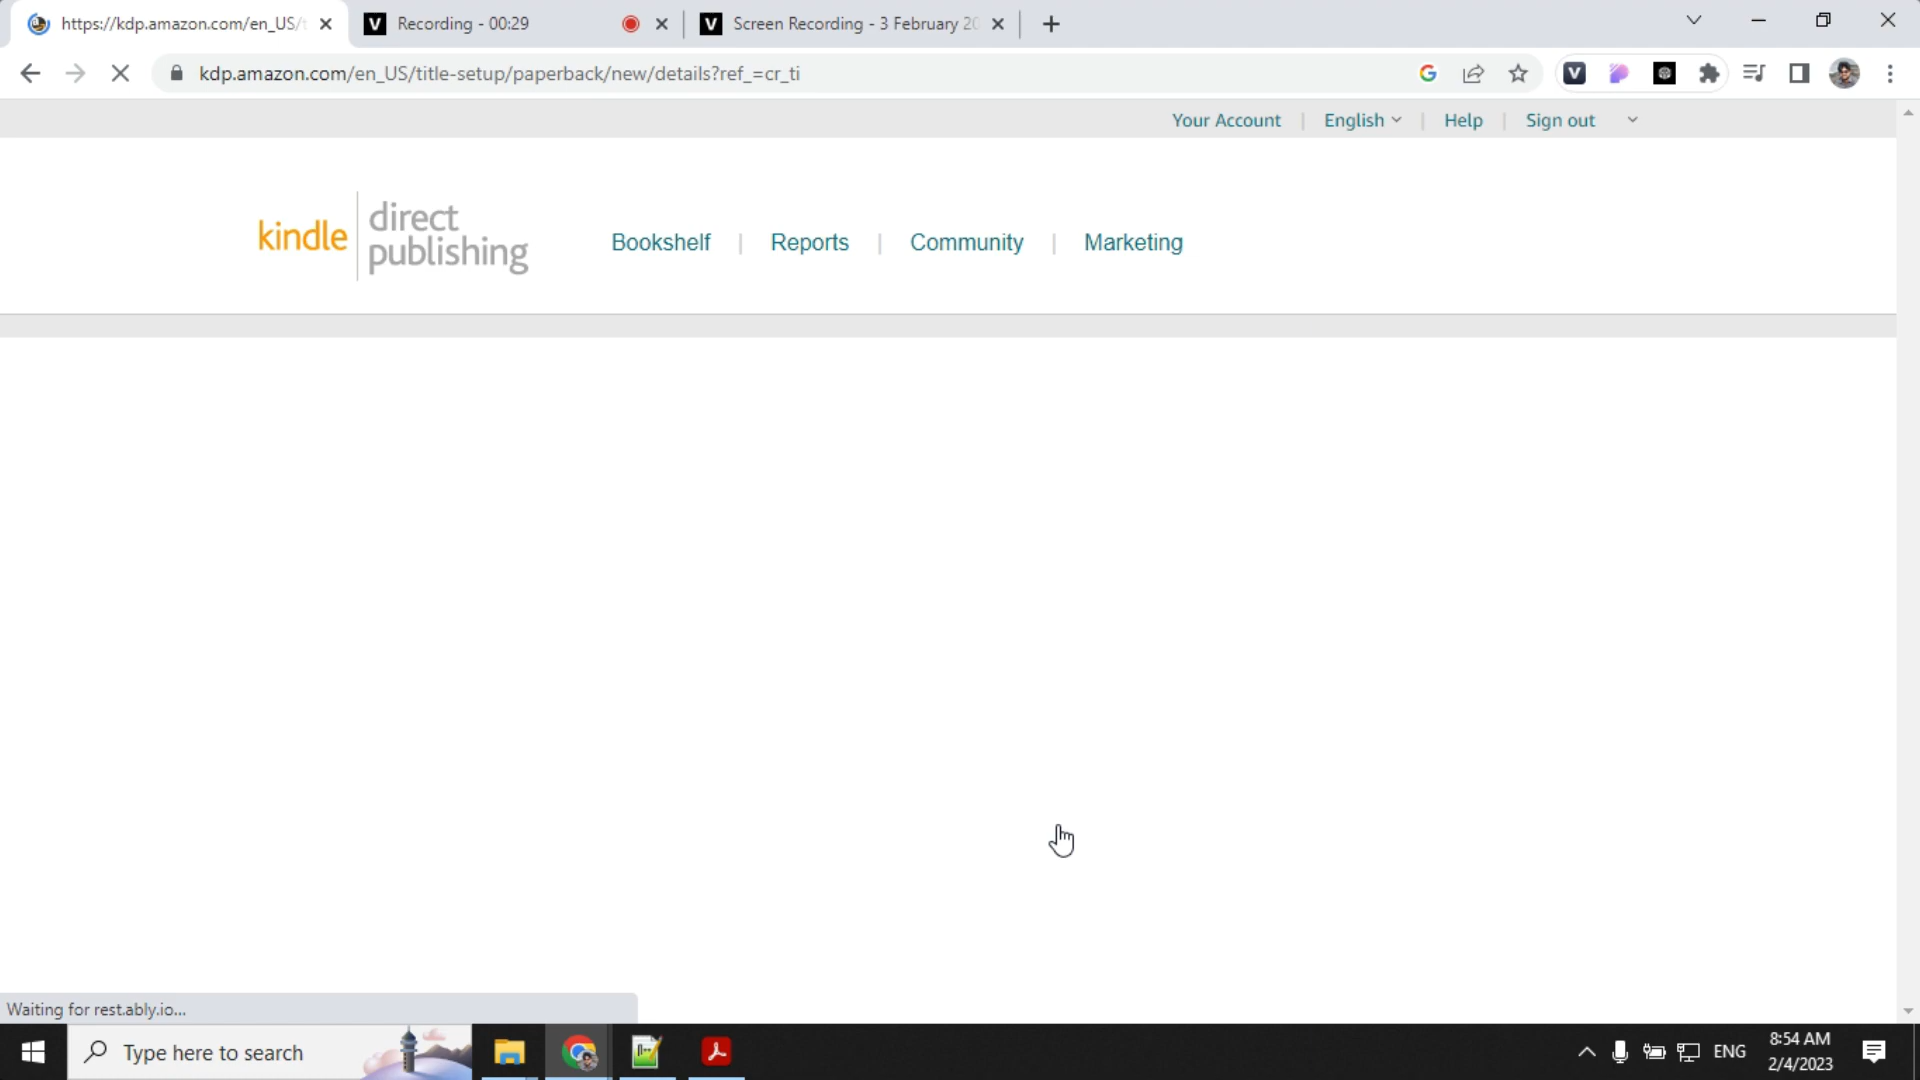 https://kdp.amazon.com/en_US/t
Recording - 00:29
Screen Recording - 3 February 20
kdp.amazon.com/en_US/title-setup/paperback/new/details?ref_=cr_ti
Your Account | English | Help | Sign out
kindle direct publishing
Bookshelf | Reports | Community | Marketing
Waiting for rest.ably.io...
Type here to search
ENG
8:54 AM
2/4/2023